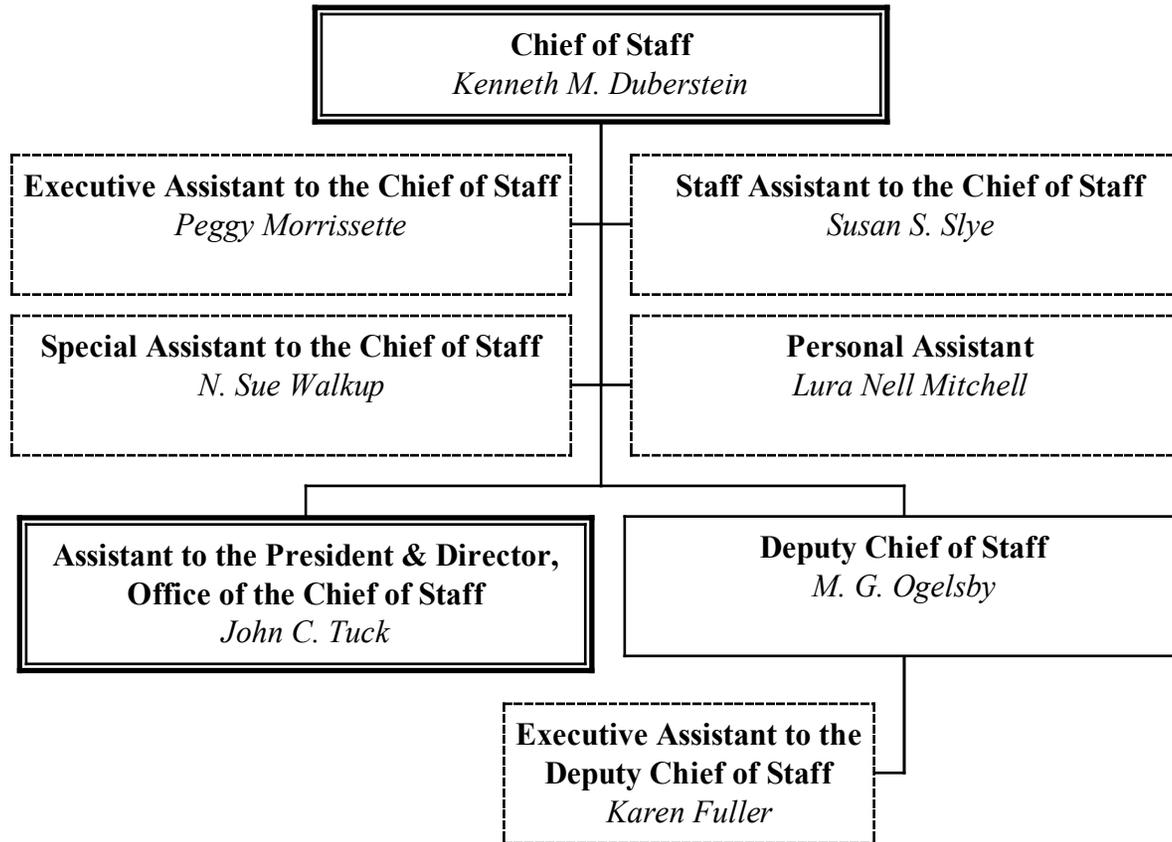 Chief of Staff
Kenneth M. Duberstein
Executive Assistant to the Chief of Staff
Peggy Morrissette
Staff Assistant to the Chief of Staff
Susan S. Slye
Special Assistant to the Chief of Staff
N. Sue Walkup
Personal Assistant
Lura Nell Mitchell
Assistant to the President & Director,
Office of the Chief of Staff
John C. Tuck
Deputy Chief of Staff
M. G. Ogelsby
Executive Assistant to the
Deputy Chief of Staff
Karen Fuller